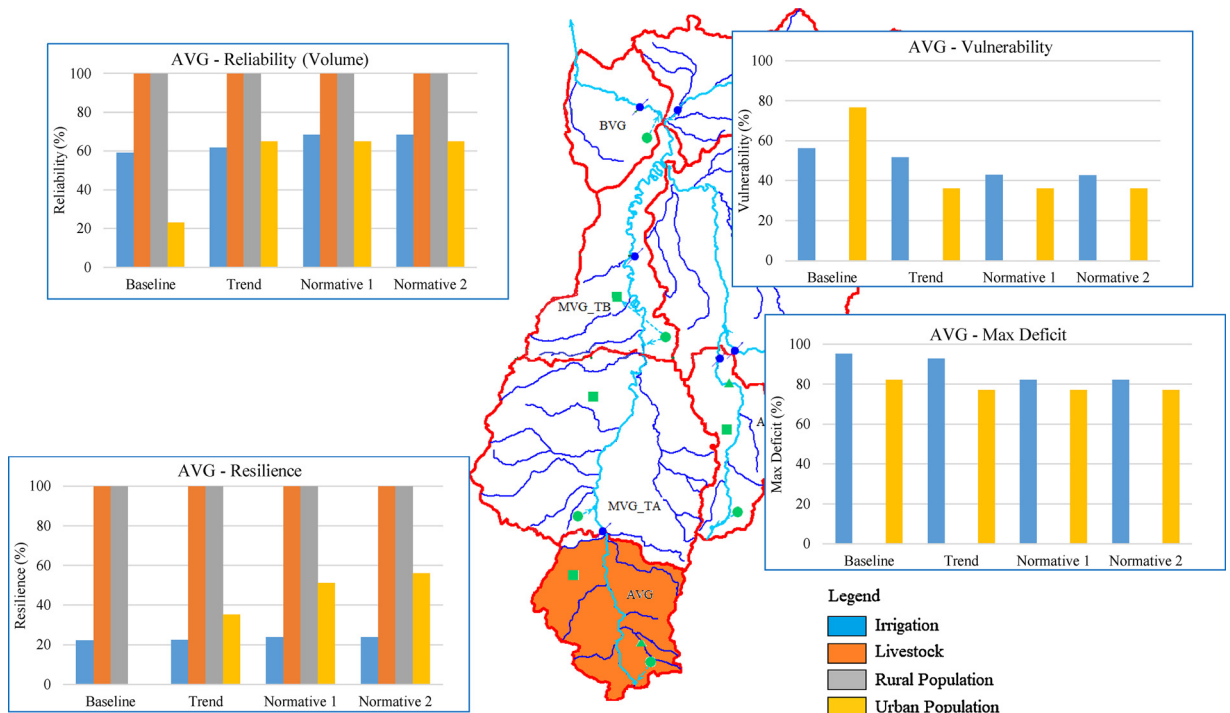 AVG - Reliability (Volume)
Reliability (%)
100
80
60
40
20
0
Baseline
Trend
Normative 1
Normative 2
AVG - Vulnerability
Vulnerability (%)
100
80
60
40
20
0
Baseline
Trend
Normative 1
Normative 2
BVG
MVG_TB
A
MVG_TA
AVG
AVG - Max Deficit
Max Deficit (%)
100
80
60
40
20
0
Baseline
Trend
Normative 1
Normative 2
AVG - Resilience
Resilience (%)
100
80
60
40
20
0
Baseline
Trend
Normative 1
Normative 2
Legend
Irrigation
Livestock
Rural Population
Urban Population